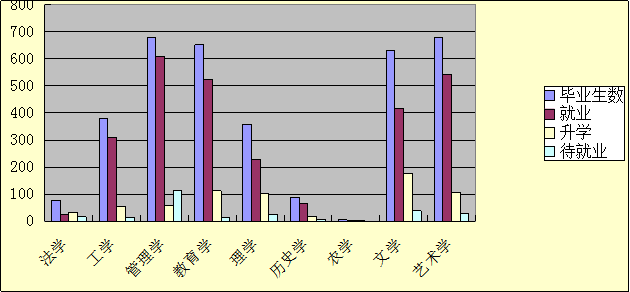 800
700
600
500
400
300
200
100
0
法学
工学
管理学
教育学
理学
历史学
农学
文学
艺术学
毕业生数
就业
升学
待就业